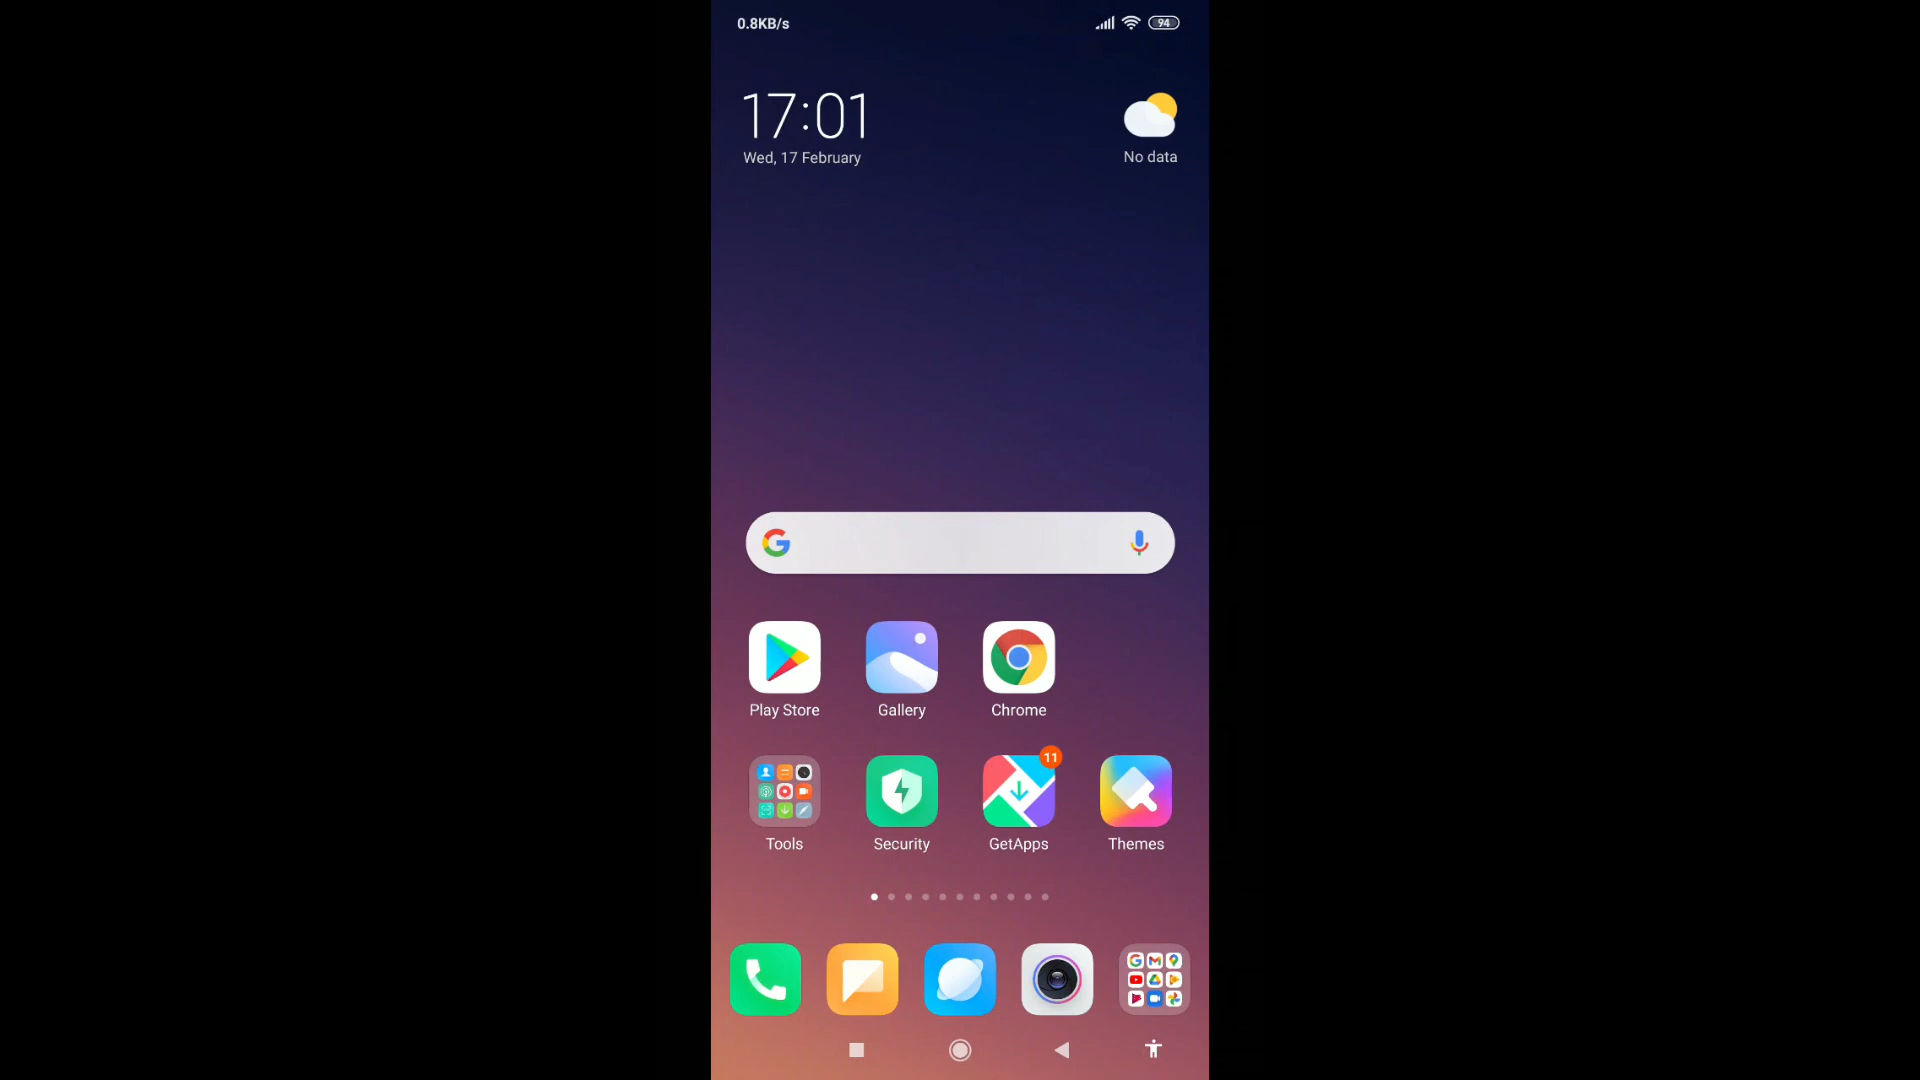 0.8KB/s
94
17:01
Wed, 17 February
No data
Play Store
Gallery
Chrome
11
Tools
Security
GetApps
Themes